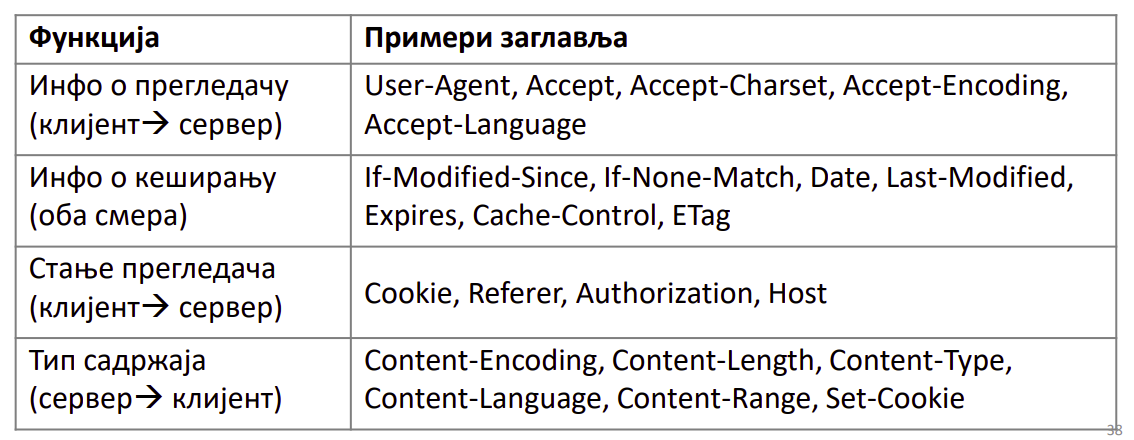 Функција
Примери заглавља
Инфо о прегледачу
(клијент→ сервер)
User-Agent, Accept, Accept-Charset, Accept-Encoding,
Accept-Language
Инфо о кеширању
(оба смера)
If-Modified-Since, If-None-Match, Date, Last-Modified,
Expires, Cache-Control, ETag
Стање прегледача
(клијент→ сервер)
Cookie, Referer, Authorization, Host
Тип садржаја
(сервер→ клијент)
Content-Encoding, Content-Length, Content-Type,
Content-Language, Content-Range, Set-Cookie
38